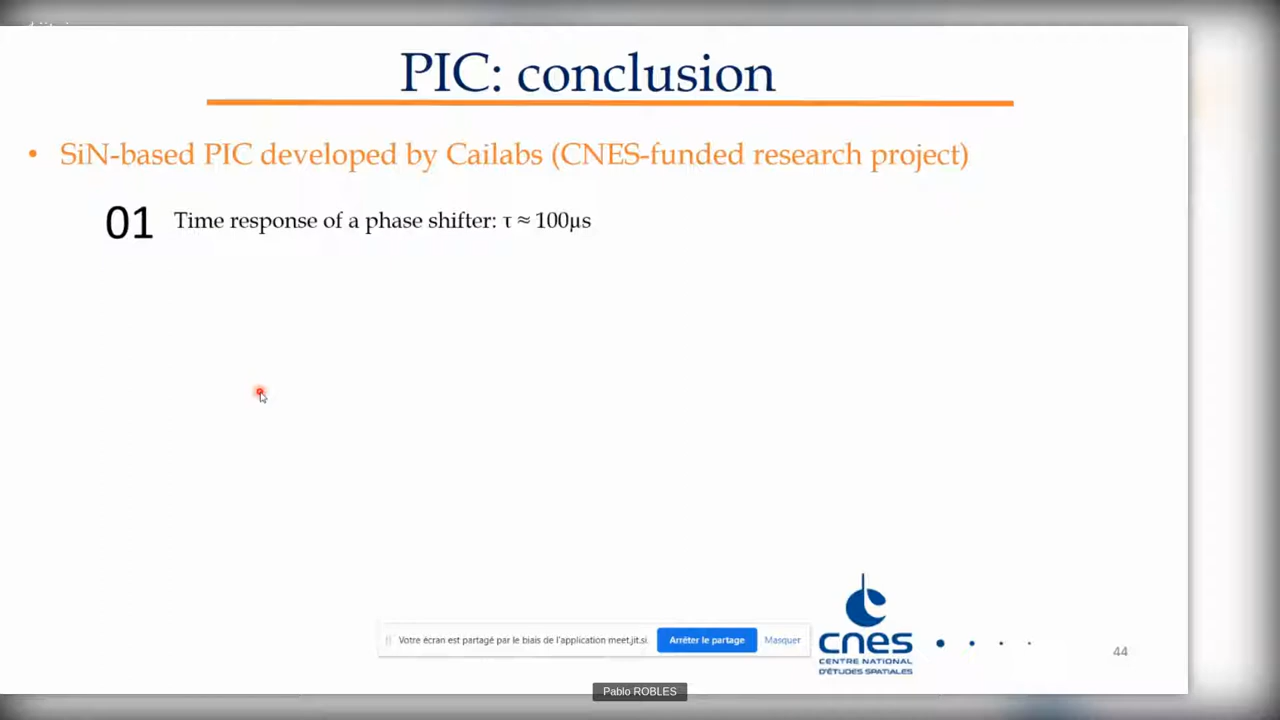 PIC: conclusion
• SiN-based PIC developed by Cailabs (CNES-funded research project)
01 Time response of a phase shifter: τ ≈ 100µs
Votre écran est partagé par le biais de l'application meet.jit.si.
Arrêter le partage
Masquer
cnes
CENTRE NATIONAL
D'ÉTUDES SPATIALES
44
Pablo ROBLES